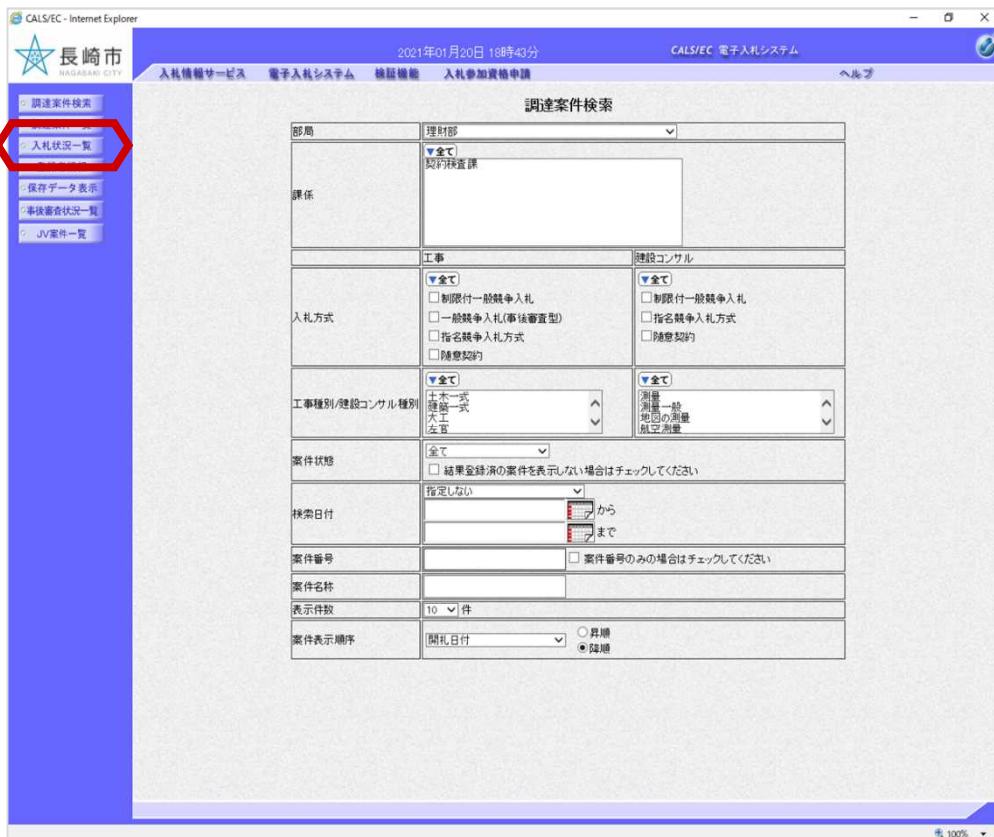 CALS/EC - Internet Explorer
長崎市
NAGASAKI CITY
2021年01月20日 18時43分
CALS/EC 電子入札システム
入札情報サービス 電子入札システム 検証機能 入札参加資格申請 ヘルプ
調達案件検索
入札状況一覧
保存データ表示
事後審査状況一覧
JV案件一覧
調達案件検索
部局 理財部
▼全て
契約検査課
課係
工事 建設コンサル
入札方式
▼全て
□制限付一般競争入札
□一般競争入札(事後審査型)
□指名競争入札方式
□随意契約
▼全て
□制限付一般競争入札
□指名競争入札方式
□随意契約
工事種別/建設コンサル種別
▼全て
土木一式
建築一式
大工
左官
▼全て
測量
測量一般
地図の測量
航空測量
案件状態
全て
□ 結果登録済の案件を表示しない場合はチェックしてください
検索日付
指定しない
から
まで
案件番号 □ 案件番号のみの場合はチェックしてください
案件名称
表示件数 10 件
案件表示順序 開札日付
○昇順
◉降順
100%